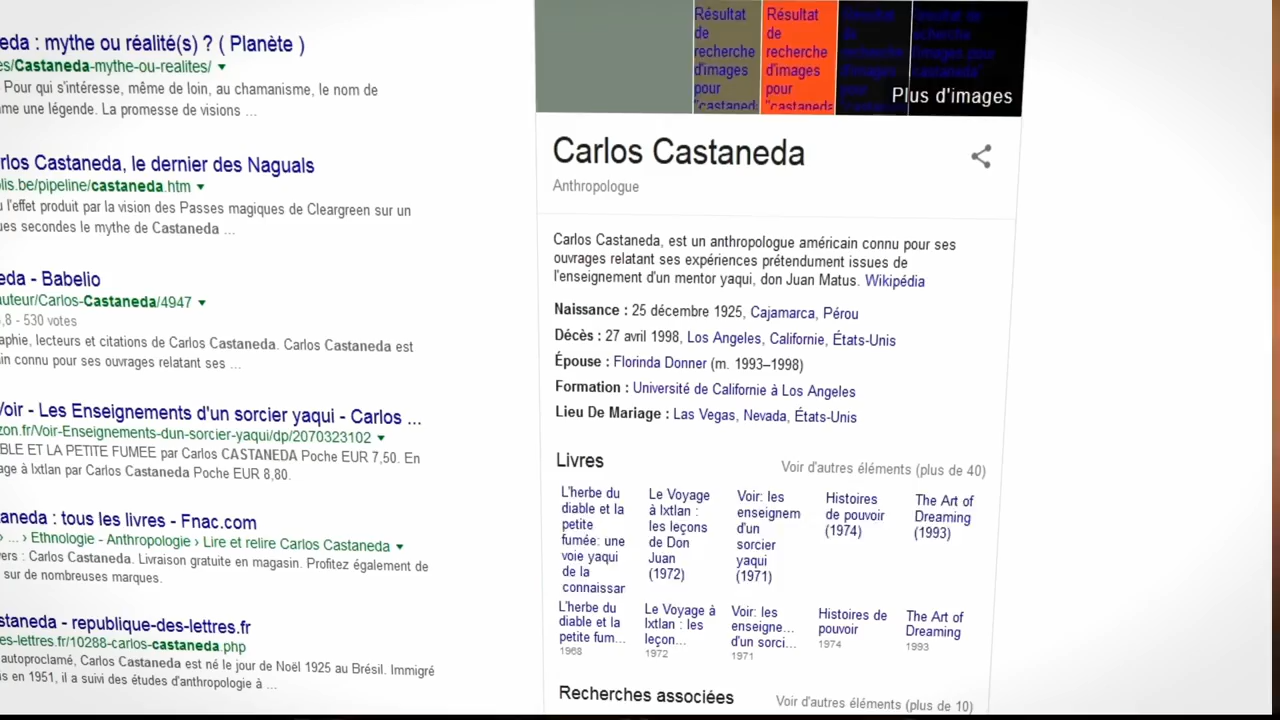 eda : mythe ou réalité(s) ? ( Planète )
es/Castaneda-mythe-ou-realites/
Pour qui s'intéresse, même de loin, au chamanisme, le nom de
me une légende. La promesse de visions ...
rlos Castaneda, le dernier des Naguals
lis.be/pipeline/castaneda.htm
u l'effet produit par la vision des Passes magiques de Cleargreen sur un
ues secondes le mythe de Castaneda ...
eda - Babelio
auteur/Carlos-Castaneda/4947
,8 - 530 votes
aphie, lecteurs et citations de Carlos Castaneda. Carlos Castaneda est
in connu pour ses ouvrages relatant ses ...
Voir - Les Enseignements d'un sorcier yaqui - Carlos ...
zon.fr/Voir-Enseignements-dun-sorcier-yaqui/dp/2070323102
BLE ET LA PETITE FUMEE par Carlos CASTANEDA Poche EUR 7,50. En
age à Ixtlan par Carlos Castaneda Poche EUR 8,80.
aneda : tous les livres - Fnac.com
› ... › Ethnologie - Anthropologie › Lire et relire Carlos Castaneda
vers : Carlos Castaneda. Livraison gratuite en magasin. Profitez également de
sur de nombreuses marques.
staneda - republique-des-lettres.fr
es-lettres.fr/10288-carlos-castaneda.php
autoproclamé, Carlos Castaneda est né le jour de Noël 1925 au Brésil. Immigré
is en 1951, il a suivi des études d'anthropologie à ...
Résultat
de
recherche
d'images
pour
"castaned
Résultat
de
recherche
d'images
pour
"castaneda
Plus d'images
Carlos Castaneda
Anthropologue
Carlos Castaneda, est un anthropologue américain connu pour ses
ouvrages relatant ses expériences prétendument issues de
l'enseignement d'un mentor yaqui, don Juan Matus. Wikipédia
Naissance : 25 décembre 1925, Cajamarca, Pérou
Décès : 27 avril 1998, Los Angeles, Californie, États-Unis
Épouse : Florinda Donner (m. 1993–1998)
Formation : Université de Californie à Los Angeles
Lieu De Mariage : Las Vegas, Nevada, États-Unis
Livres
Voir d'autres éléments (plus de 40)
L'herbe du
diable et la
petite
fumée: une
voie yaqui
de la
connaissar
Le Voyage
à Ixtlan :
les leçons
de Don
Juan
(1972)
Voir: les
enseignem
d'un
sorcier
yaqui
(1971)
Histoires
de pouvoir
(1974)
The Art of
Dreaming
(1993)
L'herbe du
diable et la
petite fum...
1968
Le Voyage à
Ixtlan : les
leçon...
1972
Voir: les
enseigne...
d'un sorci...
1971
Histoires de
pouvoir
1974
The Art of
Dreaming
1993
Recherches associées
Voir d'autres éléments (plus de 10)